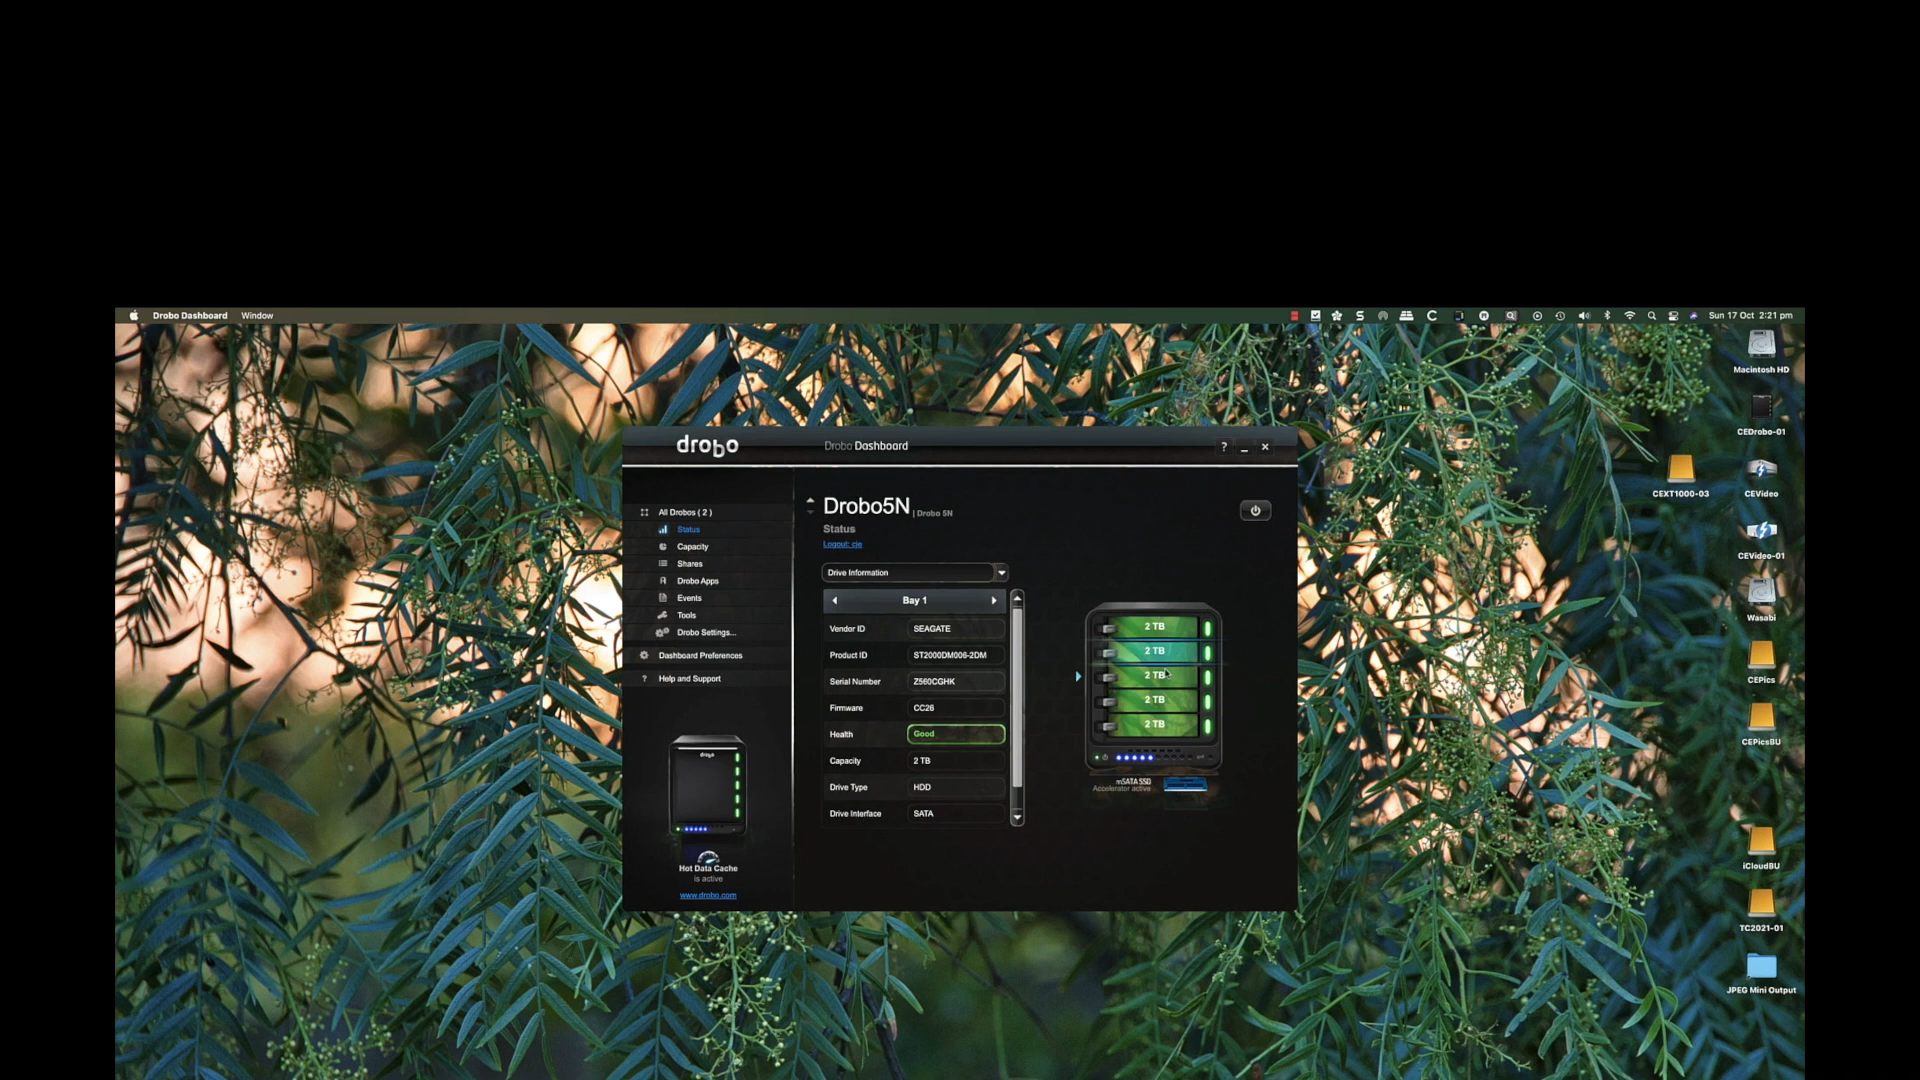 Drobo Dashboard Window
Sun 17 Oct 2:21 pm
Macintosh HD
CEDrobo-01
CEXT1000-03
CEVideo
CEVideo-01
Wasabi
CEPics
CEPicsBU
iCloudBU
TC2021-01
JPEG Mini Output
drobo
Drobo Dashboard
? _ ×
All Drobos ( 2 )
Status
Capacity
Shares
Drobo Apps
Events
Tools
Drobo Settings...
Dashboard Preferences
? Help and Support
drobo
Hot Data Cache
is active
www.drobo.com
Drobo5N | Drobo 5N
Status
Logout: cje
Drive Information
Bay 1
Vendor ID SEAGATE
Product ID ST2000DM006-2DM
Serial Number Z560CGHK
Firmware CC26
Health Good
Capacity 2 TB
Drive Type HDD
Drive Interface SATA
2 TB
2 TB
2 TB
2 TB
2 TB
mSATA SSD
Accelerator active